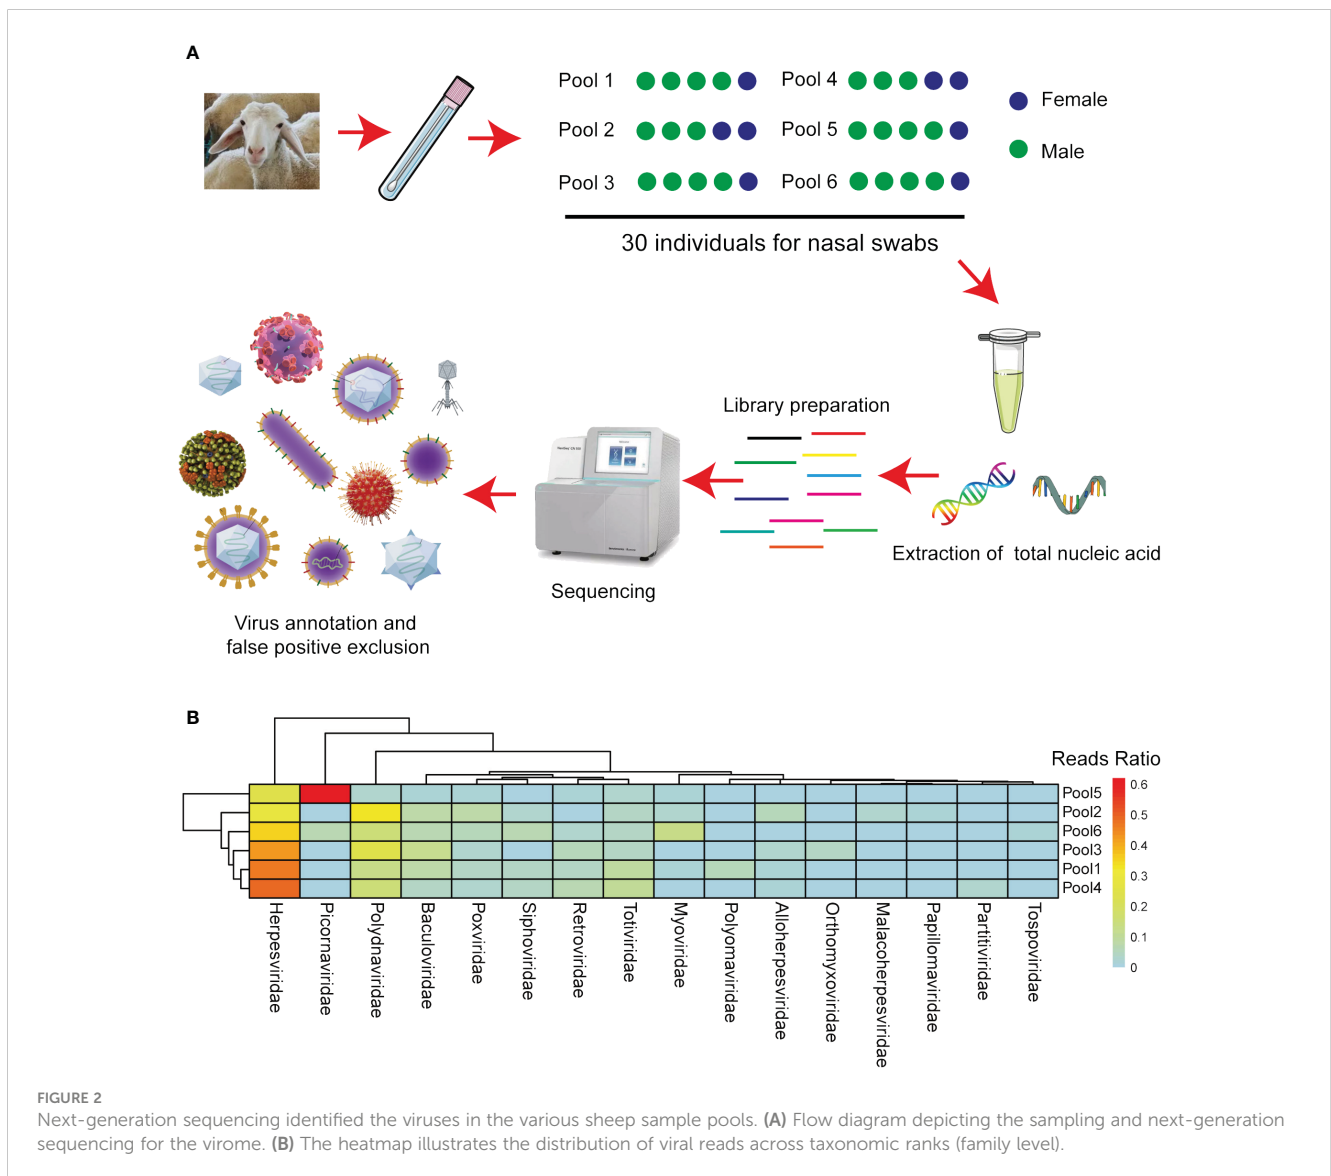 A
Pool 1
Pool 4
Female
Pool 2
Pool 5
Male
Pool 3
Pool 6
30 individuals for nasal swabs
Library preparation
Extraction of total nucleic acid
Sequencing
Virus annotation and
false positive exclusion
B
Reads Ratio
Pool5
Pool2
Pool6
Pool3
Pool1
Pool4
0.6
0.5
0.4
0.3
0.2
0.1
0
Herpesviridae
Picornaviridae
Polydnaviridae
Baculoviridae
Poxviridae
Siphoviridae
Retroviridae
Totiviridae
Myoviridae
Polyomaviridae
Alloherpesviridae
Orthomyxoviridae
Malacoherpesviridae
Papillomaviridae
Partitiviridae
Tospoviridae
FIGURE 2
Next-generation sequencing identified the viruses in the various sheep sample pools. (A) Flow diagram depicting the sampling and next-generation
sequencing for the virome. (B) The heatmap illustrates the distribution of viral reads across taxonomic ranks (family level).